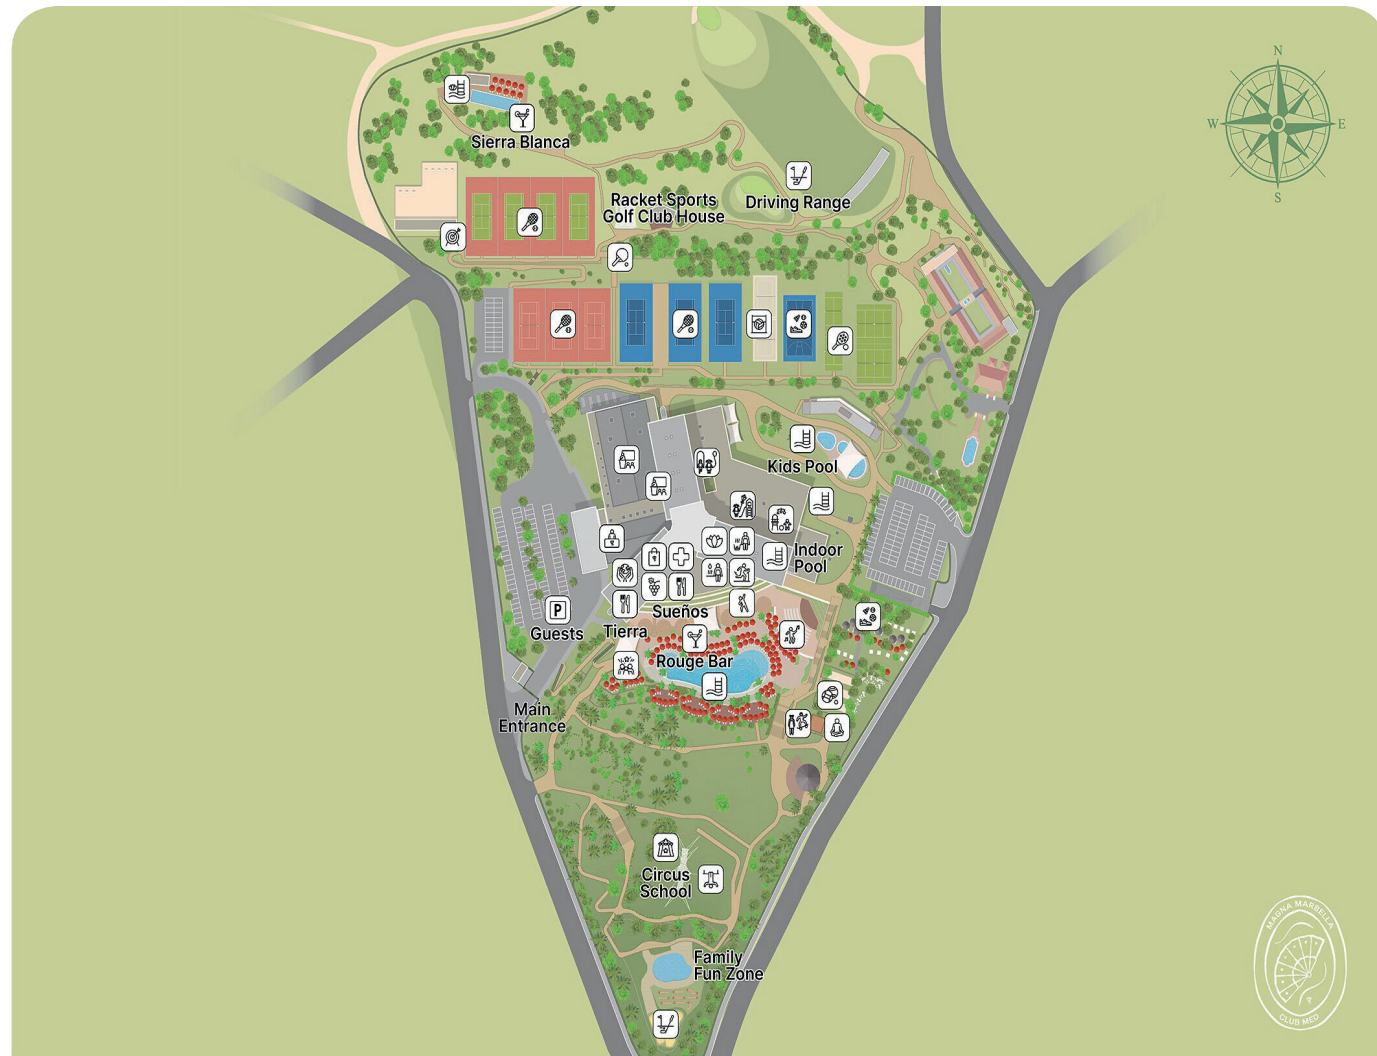 N
W
E
S
Sierra Blanca
Racket Sports
Golf Club House
Driving Range
Kids Pool
Indoor
Pool
Sueños
P
Guests
Tierra
Rouge Bar
Main
Entrance
Circus
School
Family
Fun Zone
MAGNA MARBELLA
CLUB MED